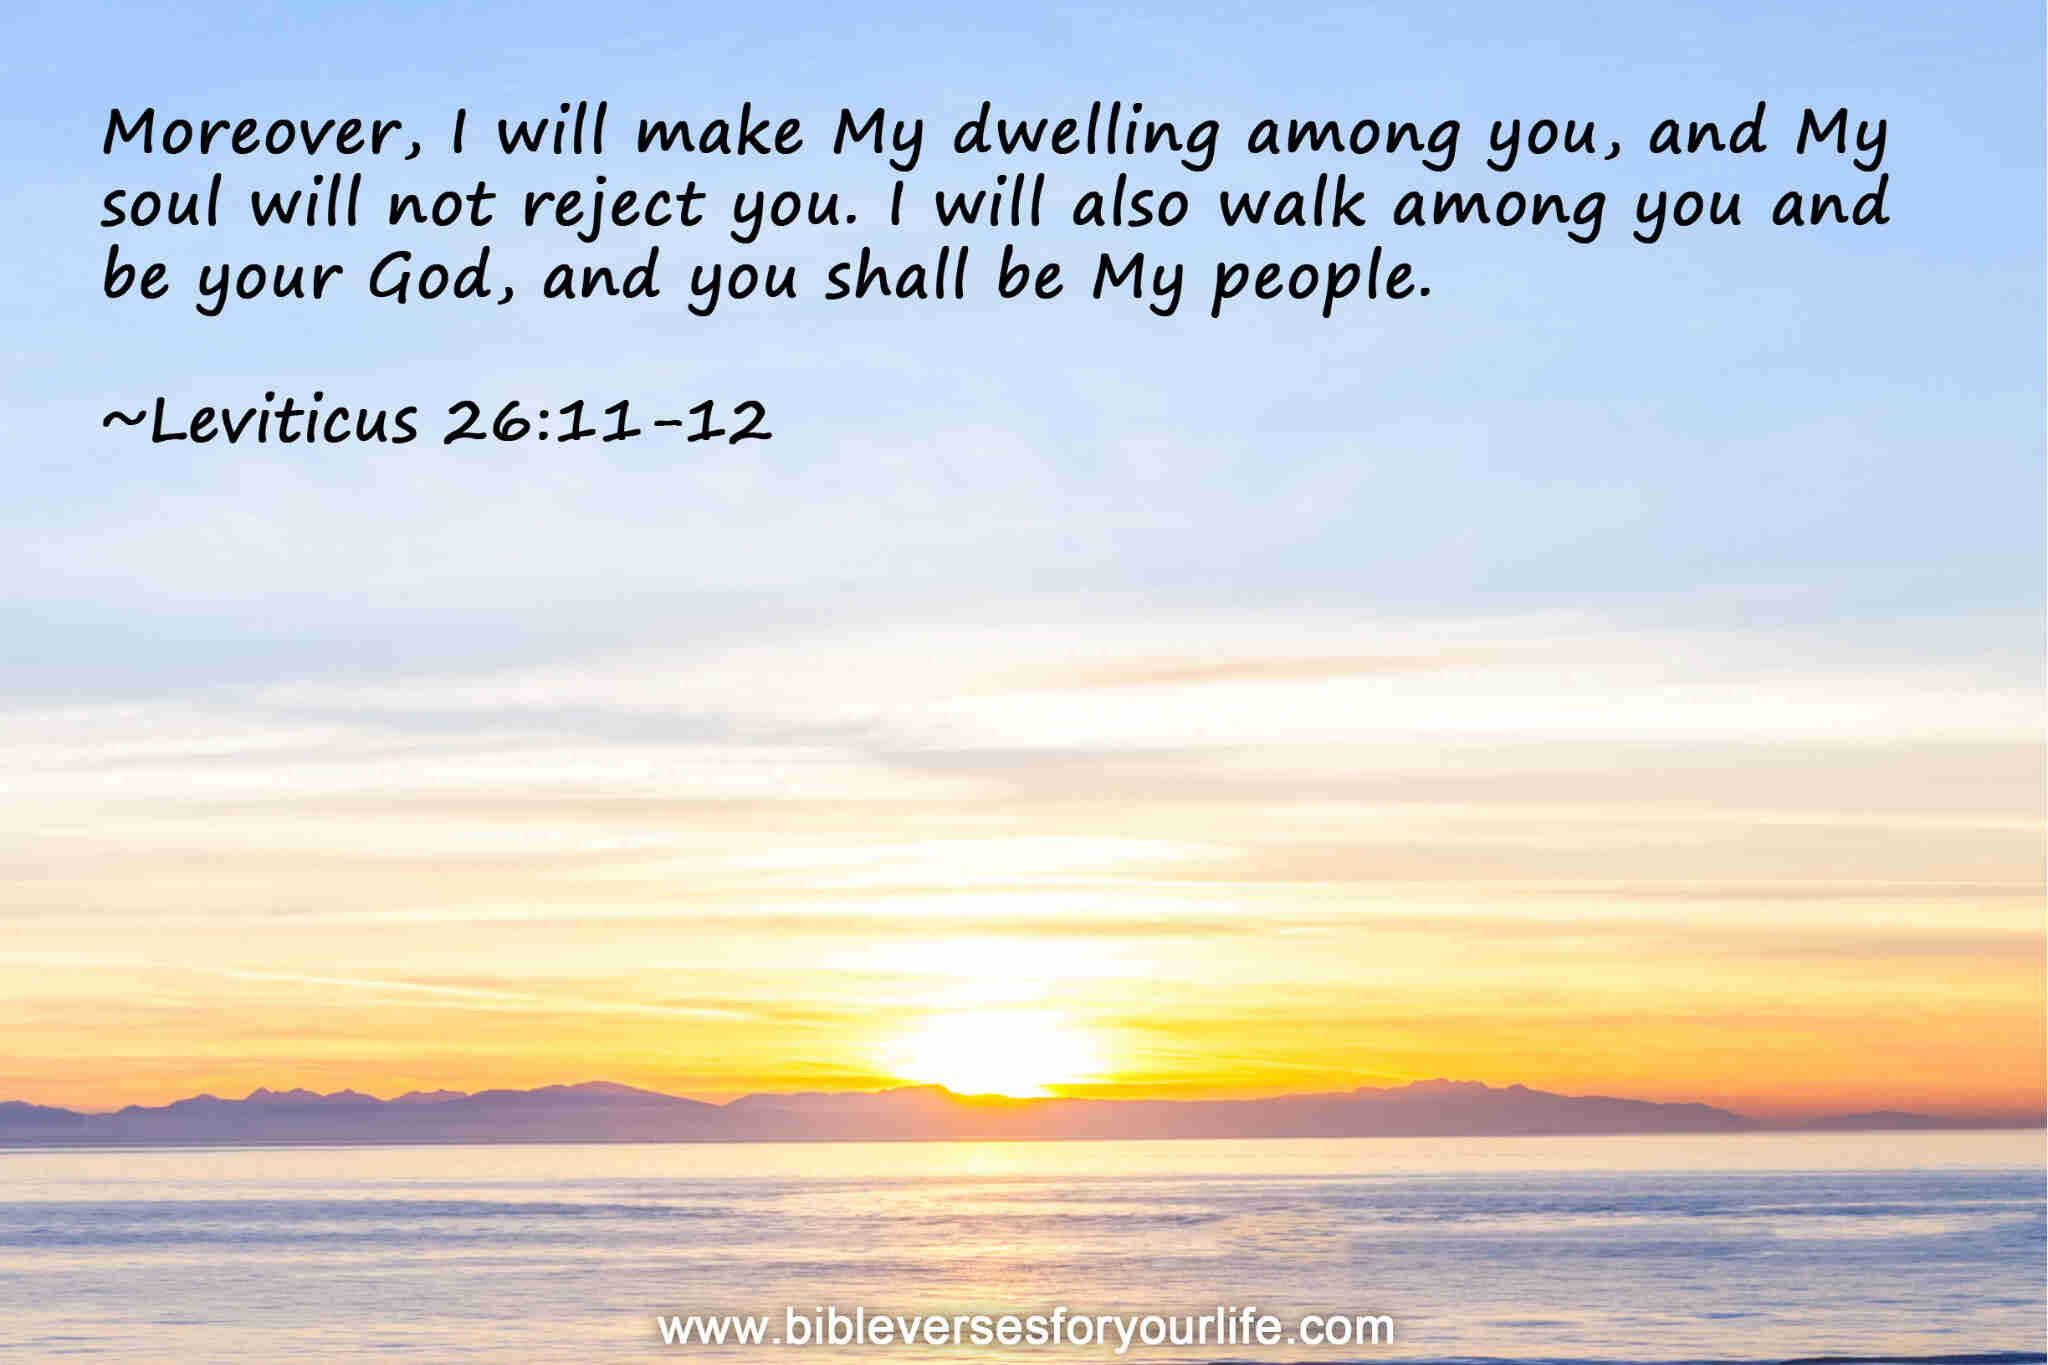 Moreover, I will make My dwelling among you, and My
soul will not reject you. I will also walk among you and
be your God, and you shall be My people.
~Leviticus 26:11-12
www.bibleversesforyourlife.com